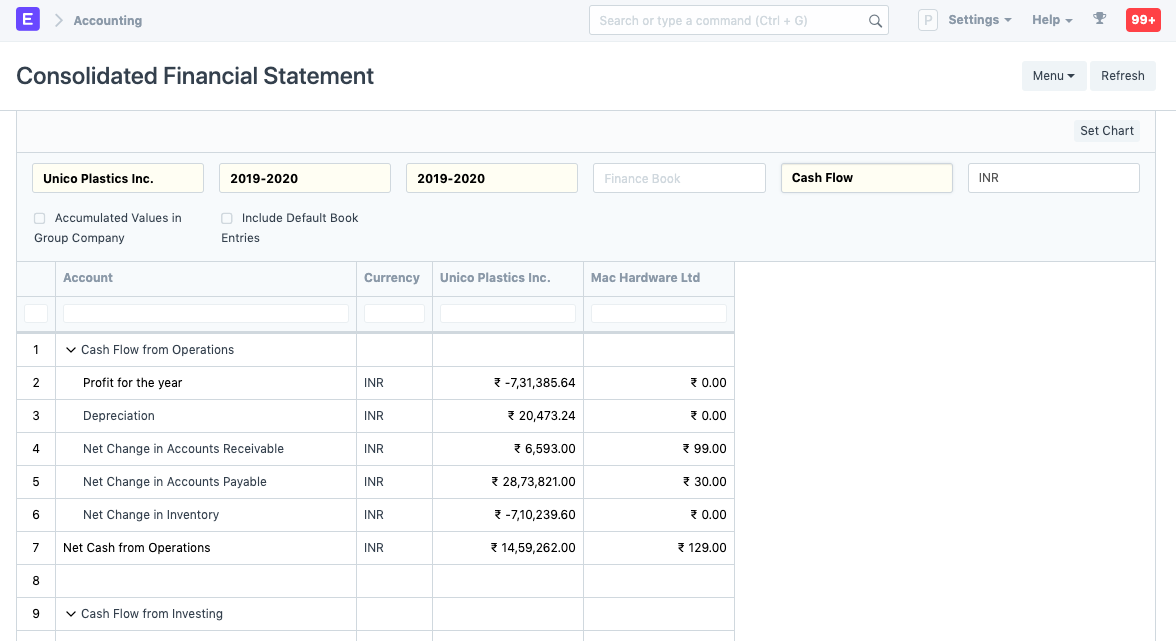 E Accounting Search or type a command (Ctrl + G) P Settings Help 99+
Consolidated Financial Statement Menu Refresh
Set Chart
Unico Plastics Inc. 2019-2020 2019-2020 Finance Book Cash Flow INR
Accumulated Values in Group Company Include Default Book Entries
Account Currency Unico Plastics Inc. Mac Hardware Ltd
1 Cash Flow from Operations
2 Profit for the year INR ₹ -7,31,385.64 ₹ 0.00
3 Depreciation INR ₹ 20,473.24 ₹ 0.00
4 Net Change in Accounts Receivable INR ₹ 6,593.00 ₹ 99.00
5 Net Change in Accounts Payable INR ₹ 28,73,821.00 ₹ 30.00
6 Net Change in Inventory INR ₹ -7,10,239.60 ₹ 0.00
7 Net Cash from Operations INR ₹ 14,59,262.00 ₹ 129.00
8
9 Cash Flow from Investing